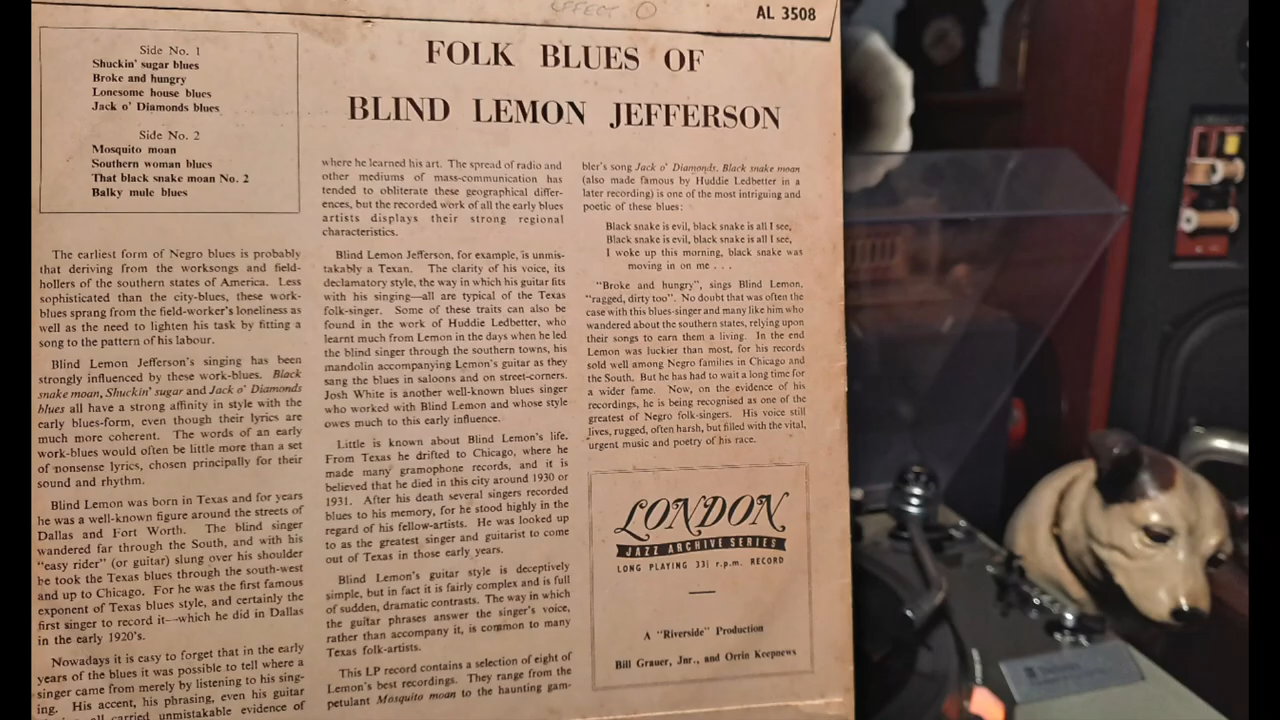 EFFECT
AL 3508
FOLK BLUES OF
BLIND LEMON JEFFERSON
Side No. 1
Shuckin' sugar blues
Broke and hungry
Lonesome house blues
Jack o' Diamonds blues
Side No. 2
Mosquito moan
Southern woman blues
That black snake moan No. 2
Balky mule blues
The earliest form of Negro blues is probably
that deriving from the worksongs and field-
hollers of the southern states of America. Less
sophisticated than the city-blues, these work-
blues sprang from the field-worker's loneliness as
well as the need to lighten his task by fitting a
song to the pattern of his labour.
Blind Lemon Jefferson's singing has been
strongly influenced by these work-blues. Black
snake moan, Shuckin' sugar and Jack o' Diamonds
blues all have a strong affinity in style with the
early blues-form, even though their lyrics are
much more coherent. The words of an early
work-blues would often be little more than a set
of nonsense lyrics, chosen principally for their
sound and rhythm.
Blind Lemon was born in Texas and for years
he was a well-known figure around the streets of
Dallas and Fort Worth. The blind singer
wandered far through the South, and with his
"easy rider" (or guitar) slung over his shoulder
he took the Texas blues through the south-west
and up to Chicago. For he was the first famous
exponent of Texas blues style, and certainly the
first singer to record it—which he did in Dallas
in the early 1920's.
Nowadays it is easy to forget that in the early
years of the blues it was possible to tell where a
singer came from merely by listening to his sing-
ing. His accent, his phrasing, even his guitar
all carried unmistakable evidence of
where he learned his art. The spread of radio and
other mediums of mass-communication has
tended to obliterate these geographical differ-
ences, but the recorded work of all the early blues
artists displays their strong regional
characteristics.
Blind Lemon Jefferson, for example, is unmis-
takably a Texan. The clarity of his voice, its
declamatory style, the way in which his guitar fits
with his singing—all are typical of the Texas
folk-singer. Some of these traits can also be
found in the work of Huddie Ledbetter, who
learnt much from Lemon in the days when he led
the blind singer through the southern towns, his
mandolin accompanying Lemon's guitar as they
sang the blues in saloons and on street-corners.
Josh White is another well-known blues singer
who worked with Blind Lemon and whose style
owes much to this early influence.
Little is known about Blind Lemon's life.
From Texas he drifted to Chicago, where he
made many gramophone records, and it is
believed that he died in this city around 1930 or
1931. After his death several singers recorded
blues to his memory, for he stood highly in the
regard of his fellow-artists. He was looked up
to as the greatest singer and guitarist to come
out of Texas in those early years.
Blind Lemon's guitar style is deceptively
simple, but in fact it is fairly complex and is full
of sudden, dramatic contrasts. The way in which
the guitar phrases answer the singer's voice,
rather than accompany it, is common to many
Texas folk-artists.
This LP record contains a selection of eight of
Lemon's best recordings. They range from the
petulant Mosquito moan to the haunting gam-
bler's song Jack o' Diamonds. Black snake moan
(also made famous by Huddie Ledbetter in a
later recording) is one of the most intriguing and
poetic of these blues:
Black snake is evil, black snake is all I see,
Black snake is evil, black snake is all I see,
I woke up this morning, black snake was
moving in on me . . .
"Broke and hungry", sings Blind Lemon,
"ragged, dirty too". No doubt that was often the
case with this blues-singer and many like him who
wandered about the southern states, relying upon
their songs to earn them a living. In the end
Lemon was luckier than most, for his records
sold well among Negro families in Chicago and
the South. But he has had to wait a long time for
a wider fame. Now, on the evidence of his
recordings, he is being recognised as one of the
greatest of Negro folk-singers. His voice still
lives, rugged, often harsh, but filled with the vital,
urgent music and poetry of his race.
LONDON
JAZZ ARCHIVE SERIES
LONG PLAYING 33⅓ r.p.m. RECORD
A "Riverside" Production
Bill Grauer, Jnr., and Orrin Keepnews